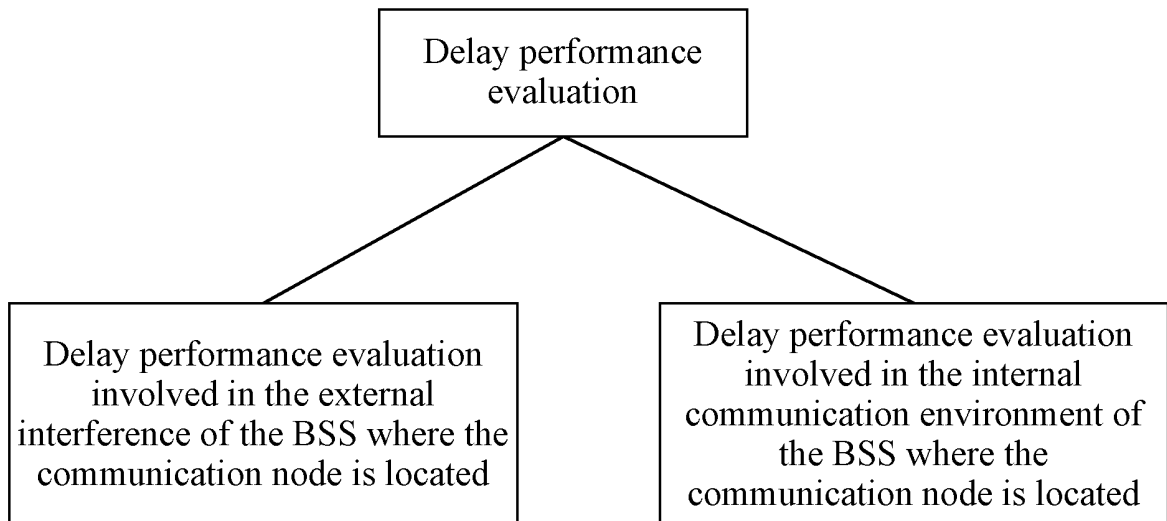 Delay performance
evaluation
Delay performance evaluation
involved in the external
interference of the BSS where the
communication node is located
Delay performance evaluation
involved in the internal
communication environment of
the BSS where the
communication node is located